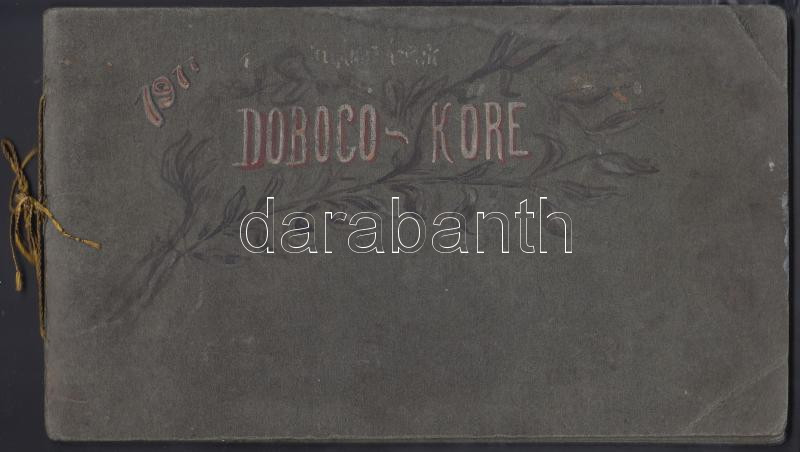 1911
DOBOCO~ KÖRE
darabanth